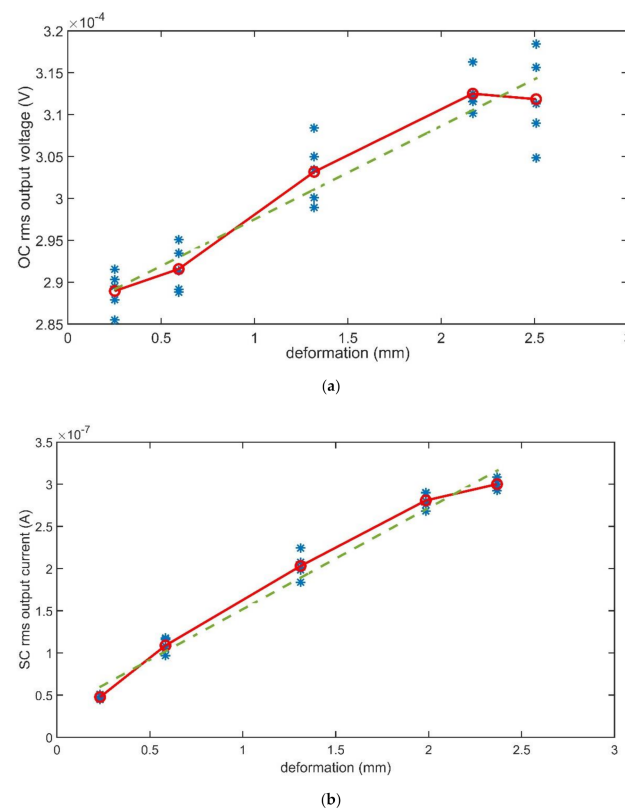 ×10-4
3.2
3.15
3.1
3.05
3
2.95
2.9
2.85
OC rms output voltage (V)
0 0.5 1 1.5 2 2.5 3
deformation (mm)
(a)
×10-7
3.5
3
2.5
2
1.5
1
0.5
0
SC rms output current (A)
0 0.5 1 1.5 2 2.5 3
deformation (mm)
(b)